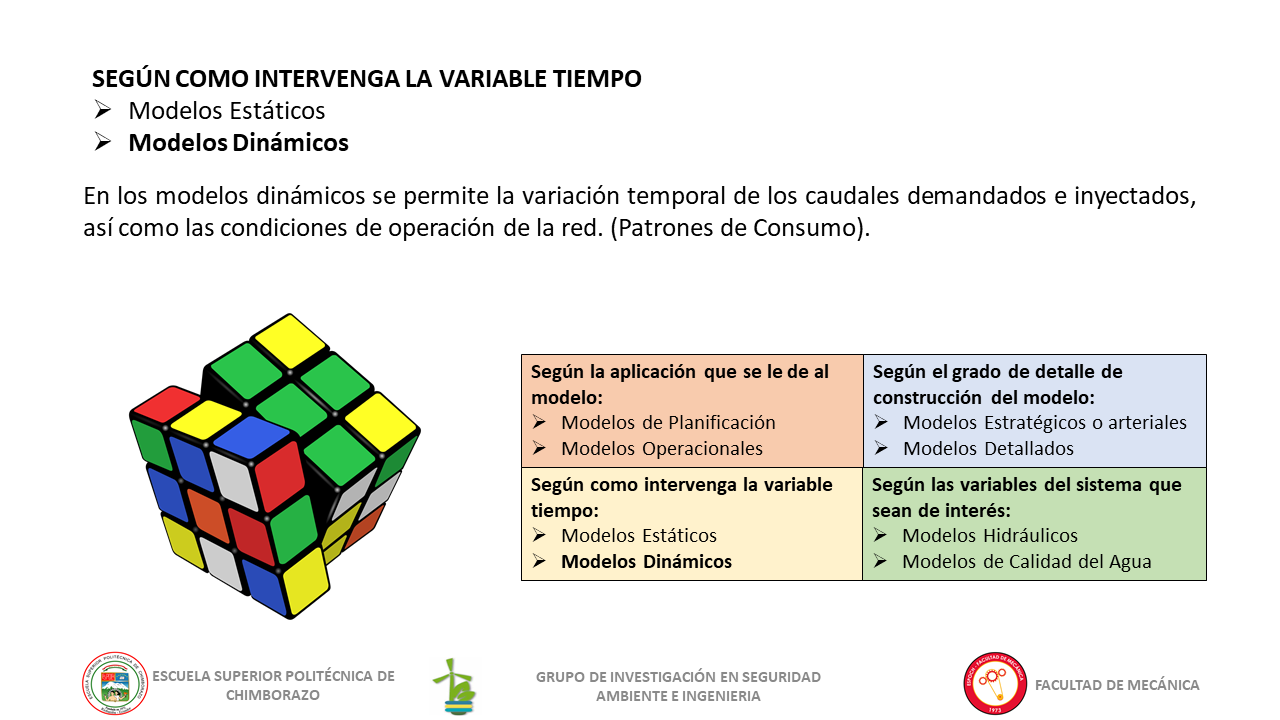 SEGÚN COMO INTERVENGA LA VARIABLE TIEMPO
➢ Modelos Estáticos
➢ Modelos Dinámicos
En los modelos dinámicos se permite la variación temporal de los caudales demandados e inyectados,
así como las condiciones de operación de la red. (Patrones de Consumo).
Según la aplicación que se le de al
modelo:
➢ Modelos de Planificación
➢ Modelos Operacionales
Según el grado de detalle de
construcción del modelo:
➢ Modelos Estratégicos o arteriales
➢ Modelos Detallados
Según como intervenga la variable
tiempo:
➢ Modelos Estáticos
➢ Modelos Dinámicos
Según las variables del sistema que
sean de interés:
➢ Modelos Hidráulicos
➢ Modelos de Calidad del Agua
ESCUELA SUPERIOR POLITÉCNICA DE
CHIMBORAZO
GRUPO DE INVESTIGACIÓN EN SEGURIDAD
AMBIENTE E INGENIERIA
ESPOCH - FACULTAD DE MECÁNICA
1973
FACULTAD DE MECÁNICA